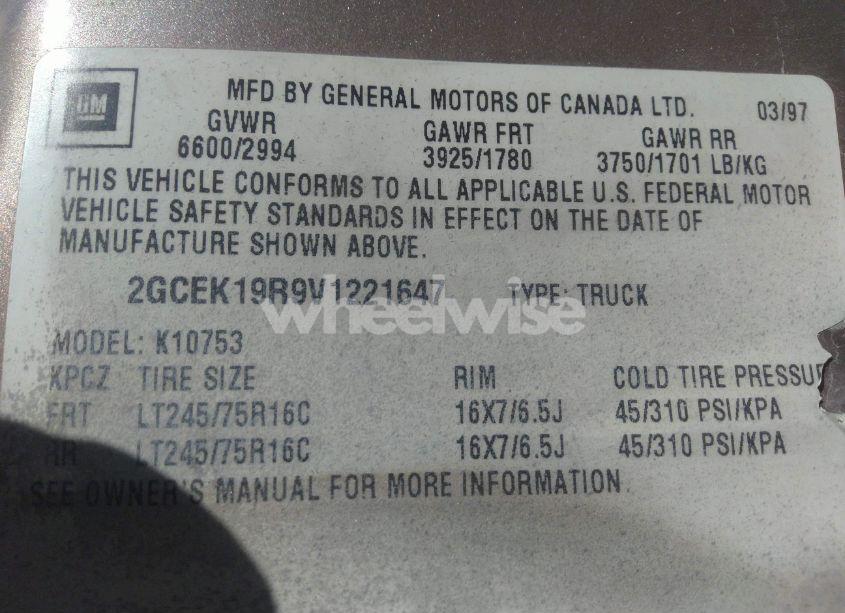 GM
MFD BY GENERAL MOTORS OF CANADA LTD. 03/97
GVWR GAWR FRT GAWR RR
6600/2994 3925/1780 3750/1701 LB/KG
THIS VEHICLE CONFORMS TO ALL APPLICABLE U.S. FEDERAL MOTOR
VEHICLE SAFETY STANDARDS IN EFFECT ON THE DATE OF
MANUFACTURE SHOWN ABOVE.
2GCEK19R9V1221647 TYPE: TRUCK
wheelwise
MODEL: K10753
KPCZ TIRE SIZE RIM COLD TIRE PRESSU
FRT LT245/75R16C 16X7/6.5J 45/310 PSI/KPA
RR LT245/75R16C 16X7/6.5J 45/310 PSI/KPA
SEE OWNER'S MANUAL FOR MORE INFORMATION.